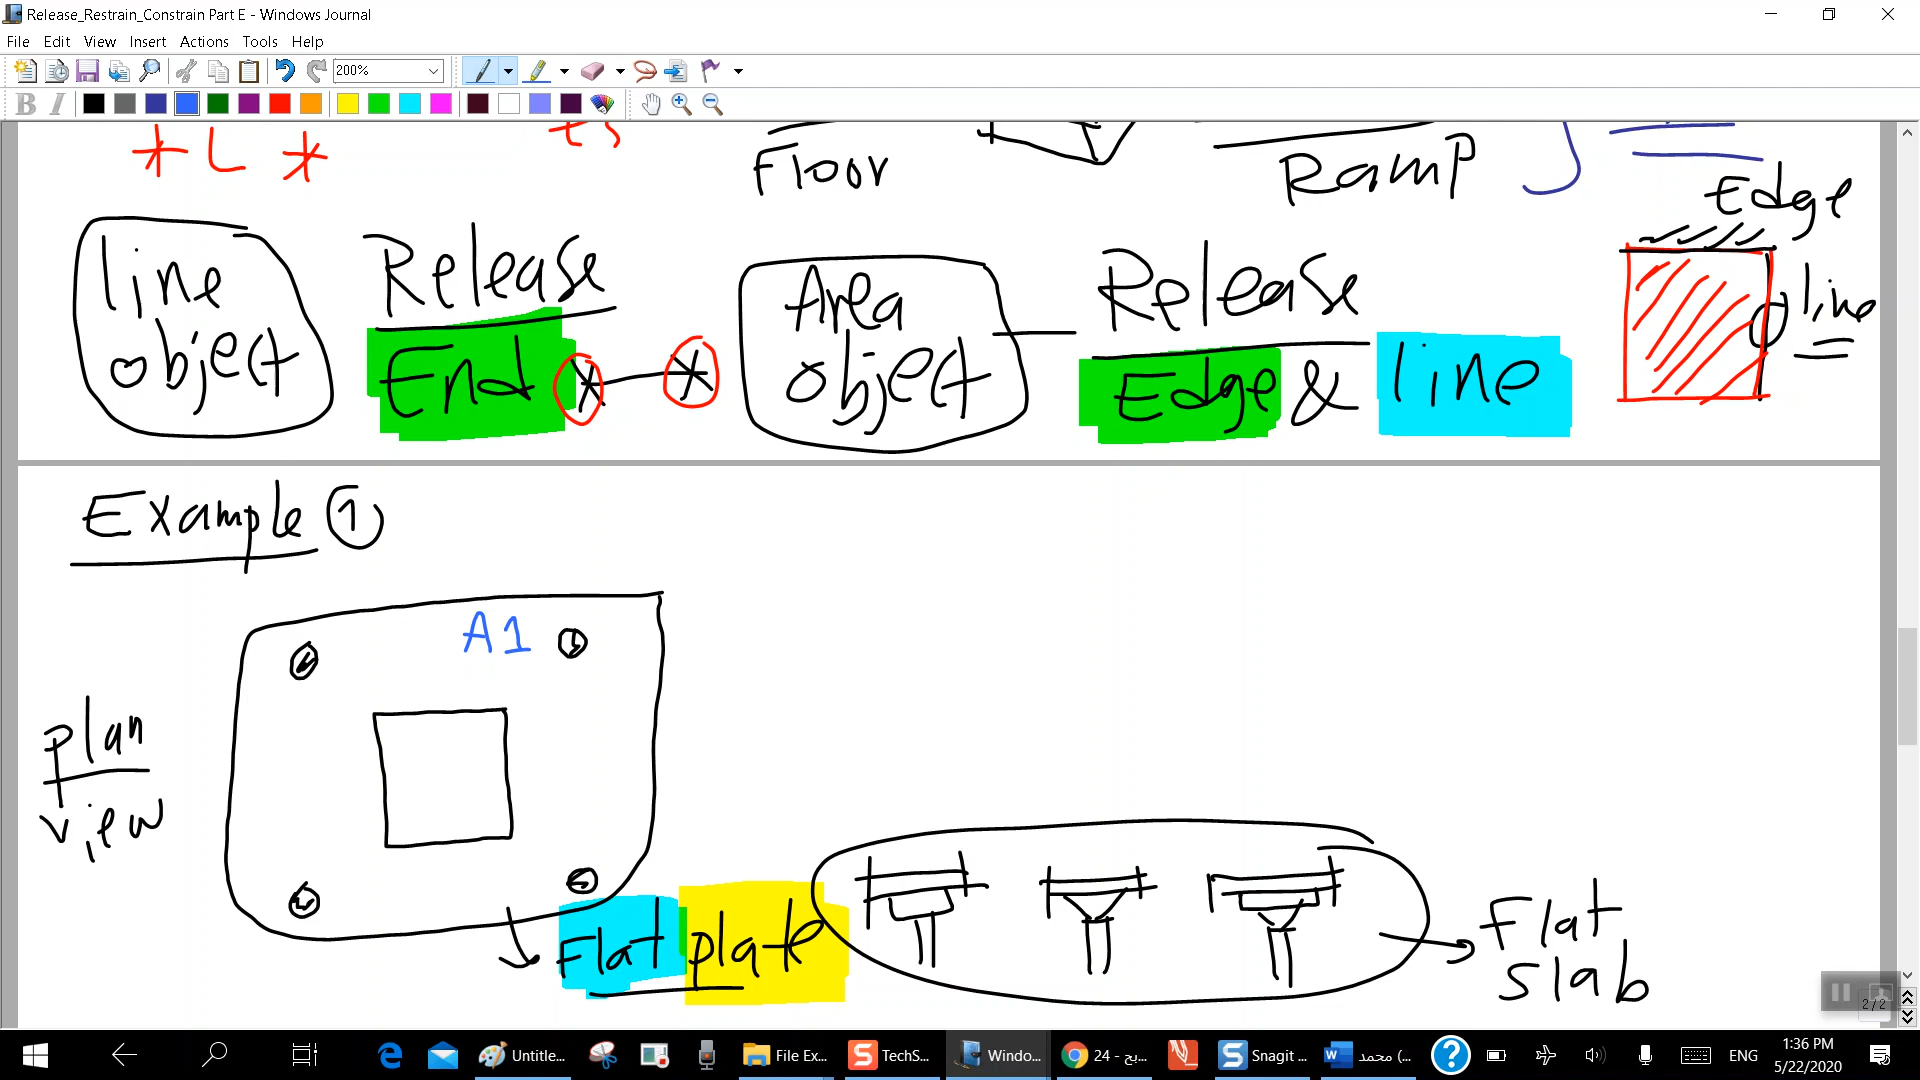 Release_Restrain_Constrain Part E - Windows Journal
File Edit View Insert Actions Tools Help
200%
B I
* L *
Floor
Ramp
Edge
line
object
Release
End
Area
object
Release
Edge & line
line
Example 1
A1
plan
view
Flat plate
Flat
slab
2/2
Untitle...
File Ex...
TechS...
Windo...
Snagit ...
ENG
1:36 PM
5/22/2020